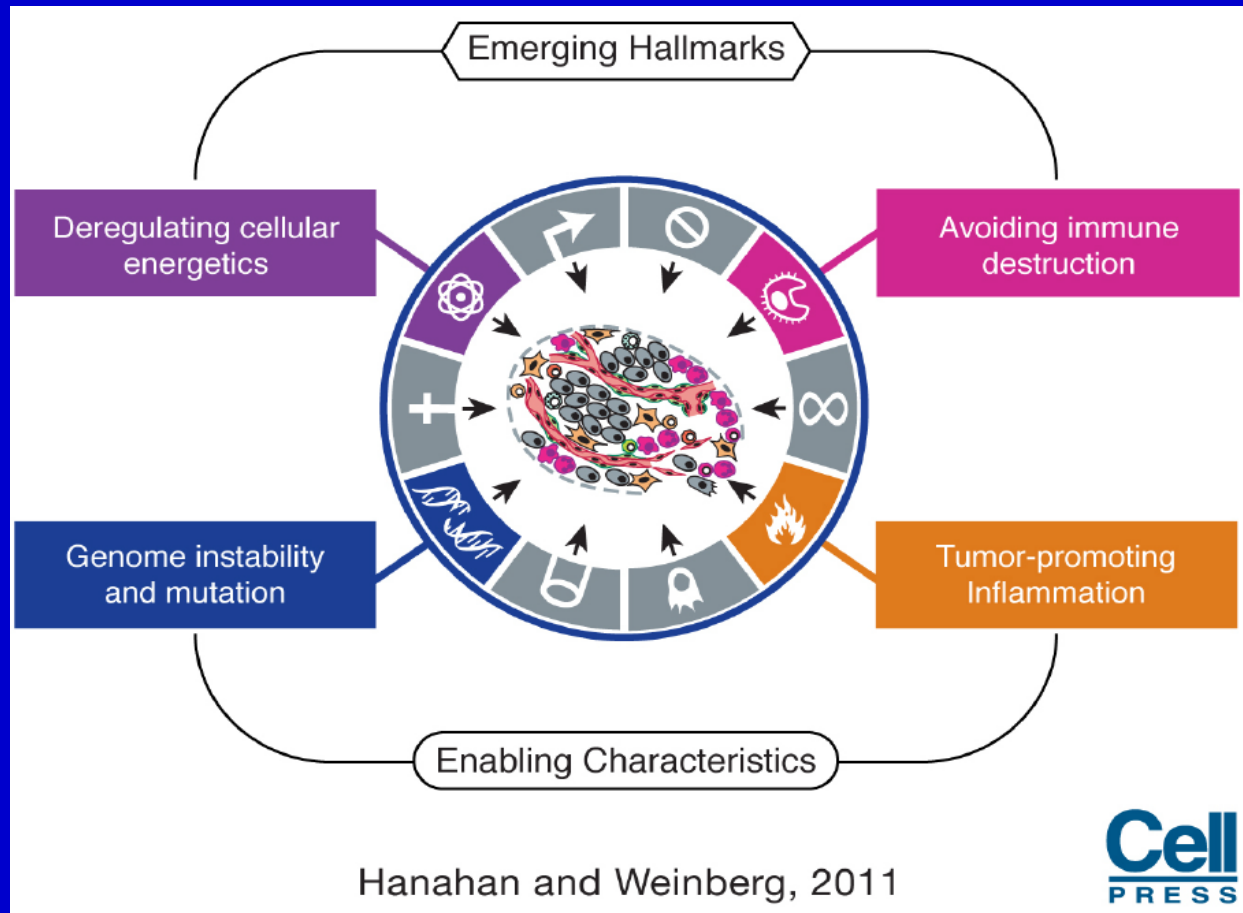 Emerging Hallmarks
Deregulating cellular
energetics
Avoiding immune
destruction
Genome instability
and mutation
Tumor-promoting
Inflammation
Enabling Characteristics
Hanahan and Weinberg, 2011
Cell
PRESS